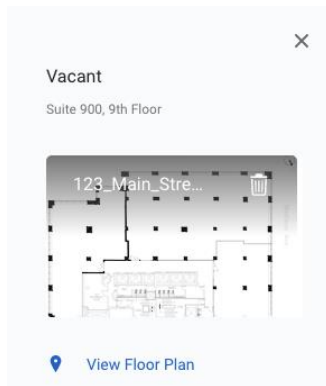 Vacant
Suite 900, 9th Floor
123_Main_Stre...
View Floor Plan